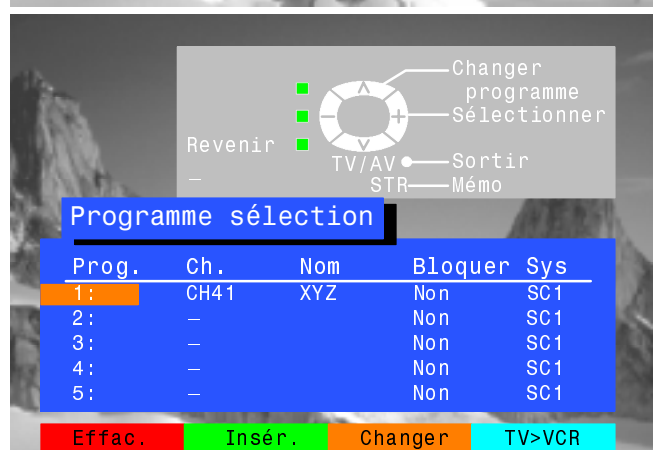 Changer
programme
Sélectionner
Revenir
TV/AV Sortir
– STR Mémo
Programme sélection
Prog. Ch. Nom Bloquer Sys
1: CH41 XYZ Non SC1
2: – Non SC1
3: – Non SC1
4: – Non SC1
5: – Non SC1
Effac. Insér. Changer TV>VCR